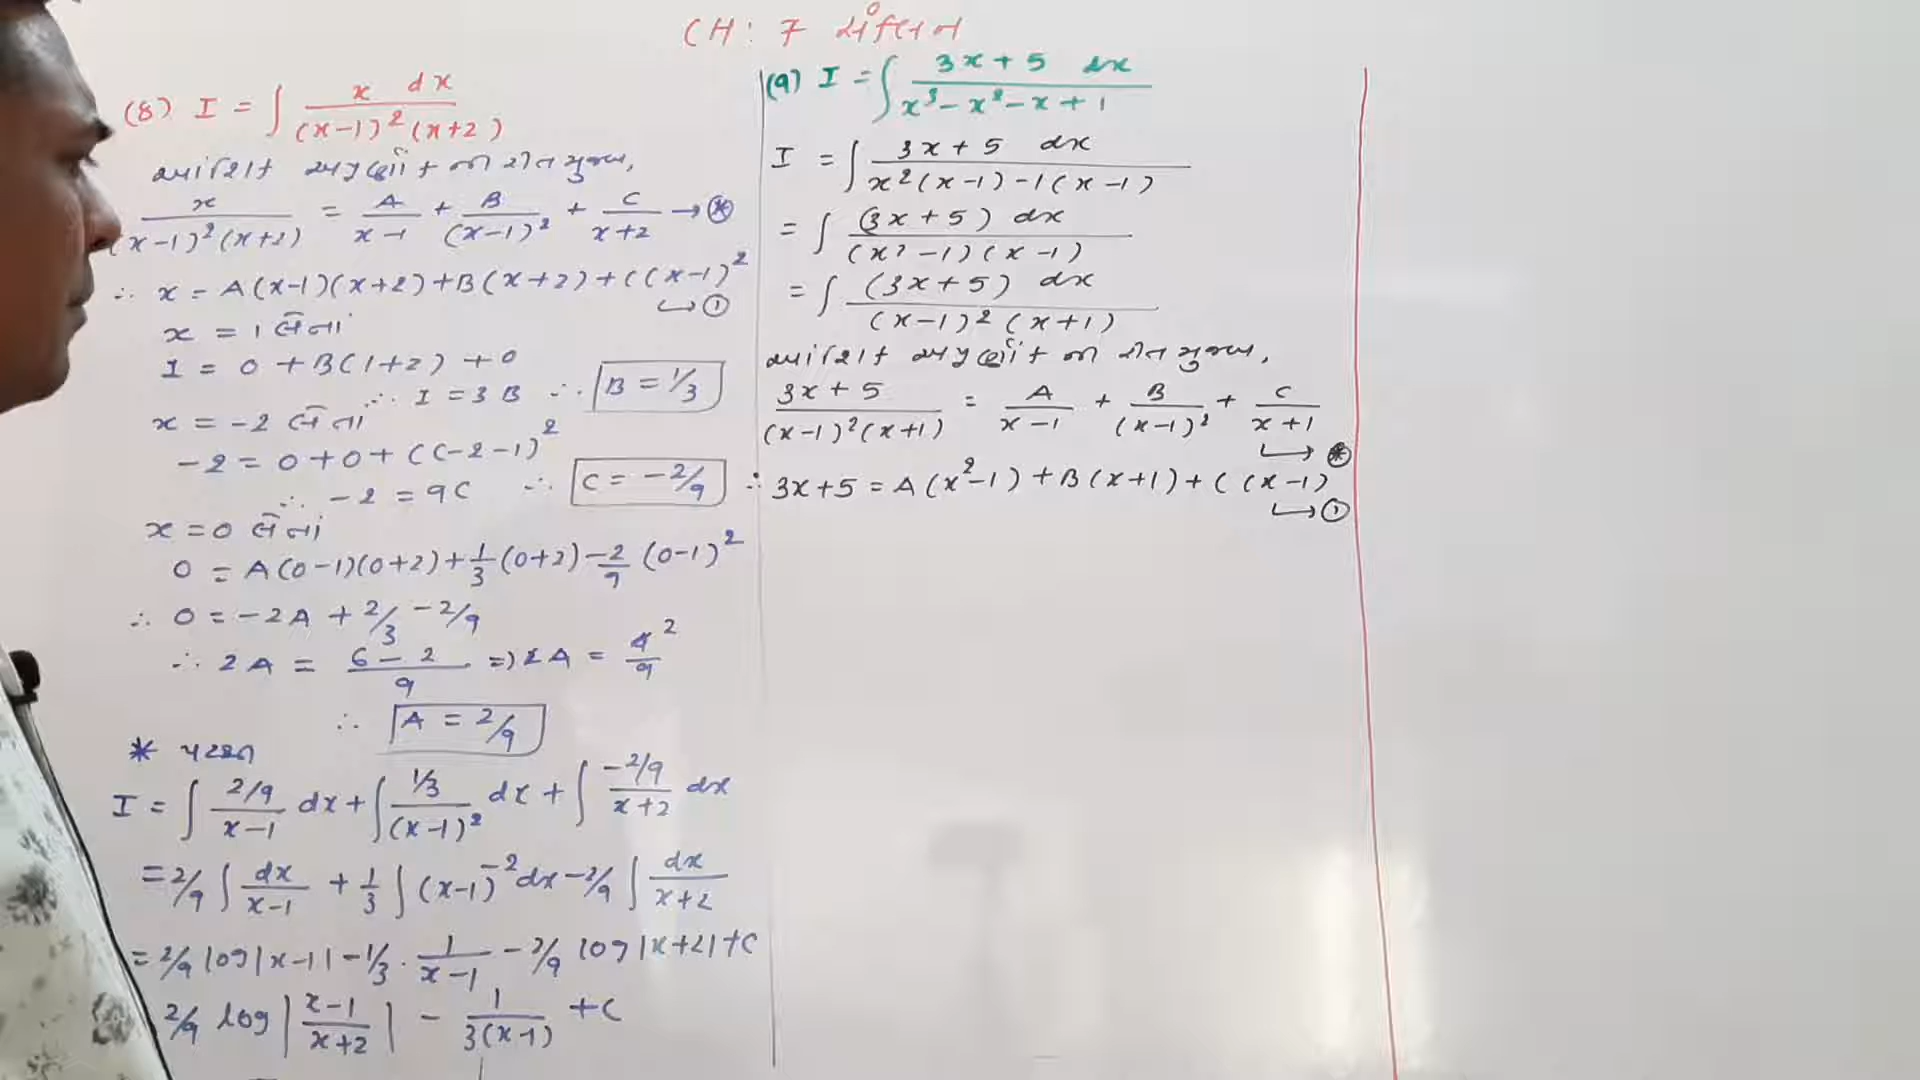 CH: 7 સંકલન
(8) I = ∫ x dx / (x-1)² (x+2)
x / (x-1)² (x+2) = A / x-1 + B / (x-1)² + C / x+2 → *
∴ x = A(x-1)(x+2) + B(x+2) + C(x-1)²
↳ ①
x = 1 લેતાં
1 = 0 + B(1+2) + 0
∴ 1 = 3B ∴ B = 1/3
x = -2 લેતાં
-2 = 0 + 0 + C(-2-1)²
∴ -2 = 9C ∴ C = -2/9
x = 0 લેતાં
0 = A(0-1)(0+2) + 1/3 (0+2) - 2/9 (0-1)²
∴ 0 = -2A + 2/3 - 2/9
∴ 2A = 6-2 / 9 ⇒ 2A = 4 2 / 9
∴ A = 2/9
* પરથી
I = ∫ 2/9 / x-1 dx + ∫ 1/3 / (x-1)² dx + ∫ -2/9 / x+2 dx
= 2/9 ∫ dx / x-1 + 1/3 ∫ (x-1)⁻² dx - 2/9 ∫ dx / x+2
= 2/9 log|x-1| - 1/3 . 1 / x-1 - 2/9 log|x+2| + C
2/9 log | x-1 / x+2 | - 1 / 3(x-1) + C
(9) I = ∫ 3x+5 dx / x³-x²-x+1
I = ∫ 3x+5 dx / x²(x-1)-1(x-1)
= ∫ (3x+5) dx / (x²-1)(x-1)
= ∫ (3x+5) dx / (x-1)² (x+1)
3x+5 / (x-1)²(x+1) = A / x-1 + B / (x-1)² + C / x+1
↳ *
∴ 3x+5 = A(x²-1) + B(x+1) + C(x-1)
↳ ①